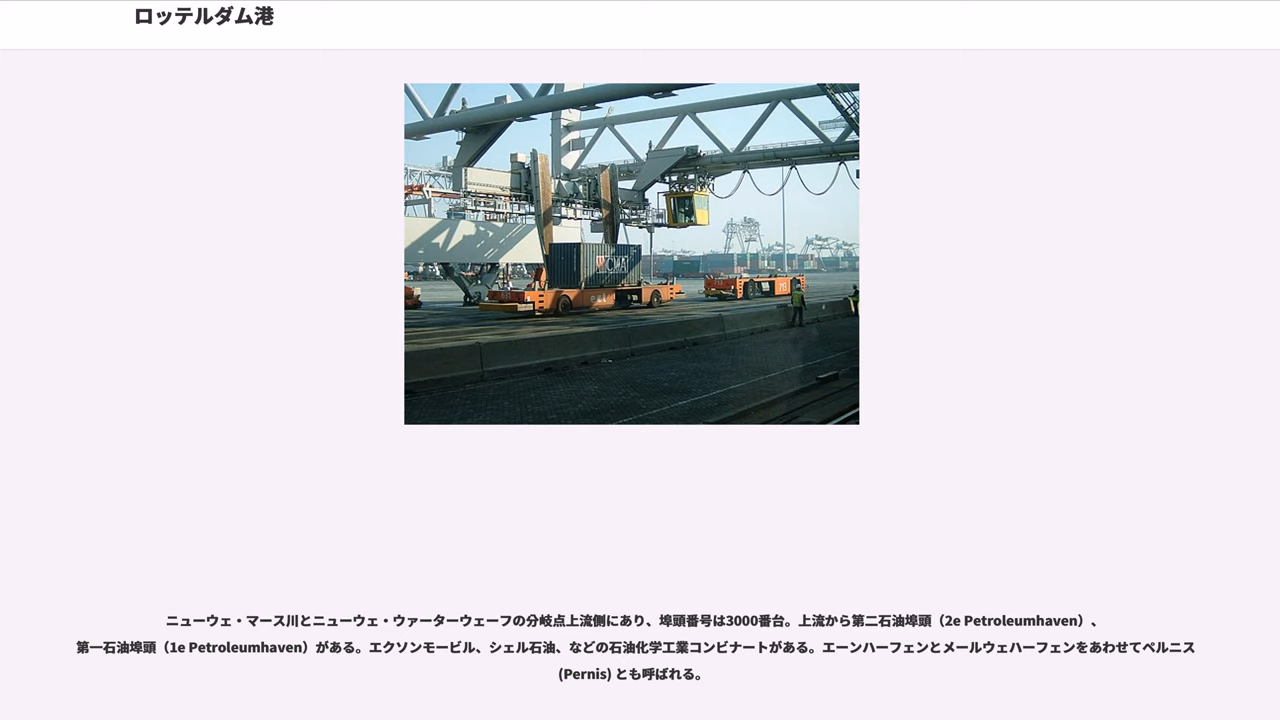 ロッテルダム港
CMA
719
ニューウェ・マース川とニューウェ・ウァーターウェーフの分岐点上流側にあり、埠頭番号は3000番台。上流から第二石油埠頭（2e Petroleumhaven）、
第一石油埠頭（1e Petroleumhaven）がある。エクソンモービル、シェル石油、などの石油化学工業コンビナートがある。エーンハーフェンとメールウェハーフェンをあわせてペルニス
(Pernis) とも呼ばれる。